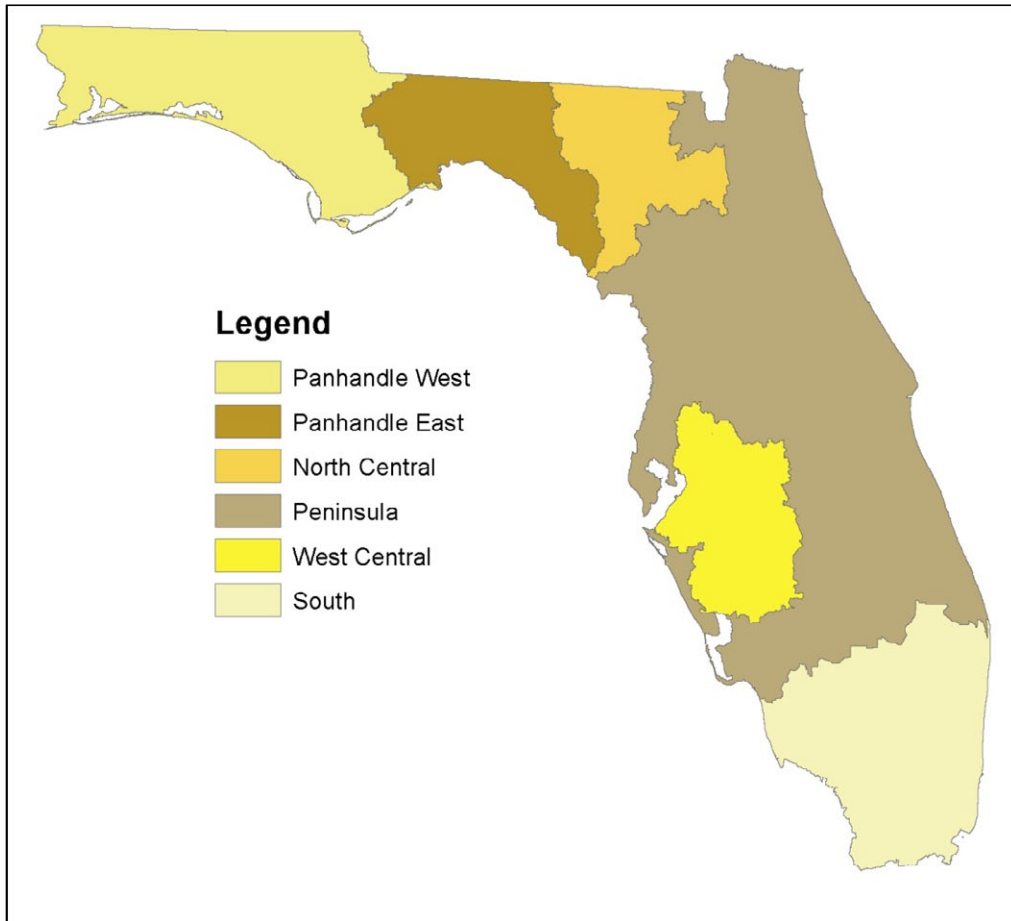 Legend
Panhandle West
Panhandle East
North Central
Peninsula
West Central
South